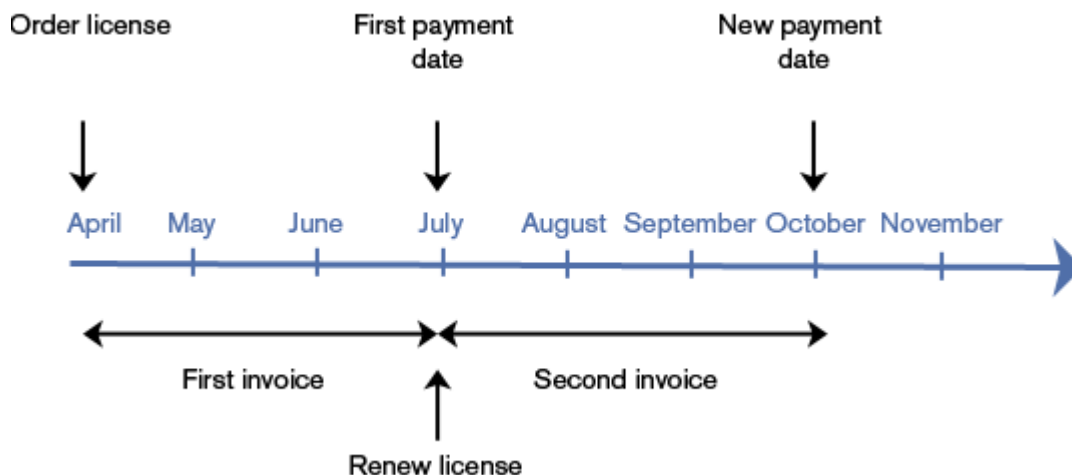 Order license
First payment
date
New payment
date
April May June July August September October November
First invoice
Second invoice
Renew license